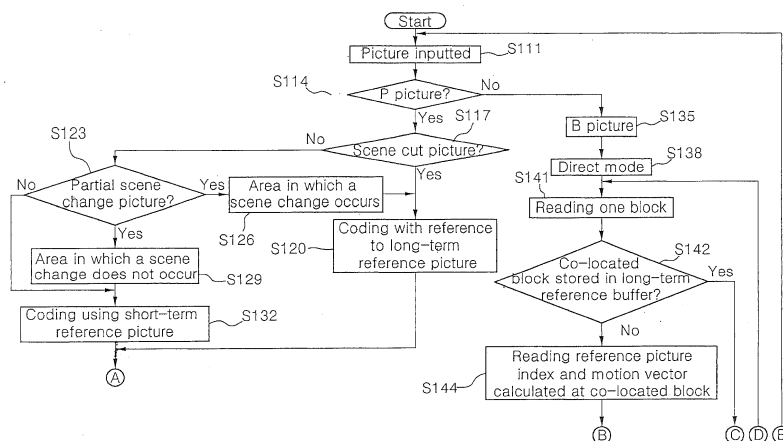 Start
Picture inputted
S111
S114
P picture?
No
Yes
S117
B picture
S135
S123
No
Scene cut picture?
Direct mode
S138
S141
No
Partial scene
change picture?
Yes
Area in which a
scene change occurs
Yes
Reading one block
S126
Yes
S120
Coding with reference
to long-term
reference picture
S142
Co-located
block stored in long-term
reference buffer?
Yes
Area in which a scene
change does not occur
S129
No
Coding using short-term
reference picture
S132
S144
Reading reference picture
index and motion vector
calculated at co-located block
A
B
C
D
E